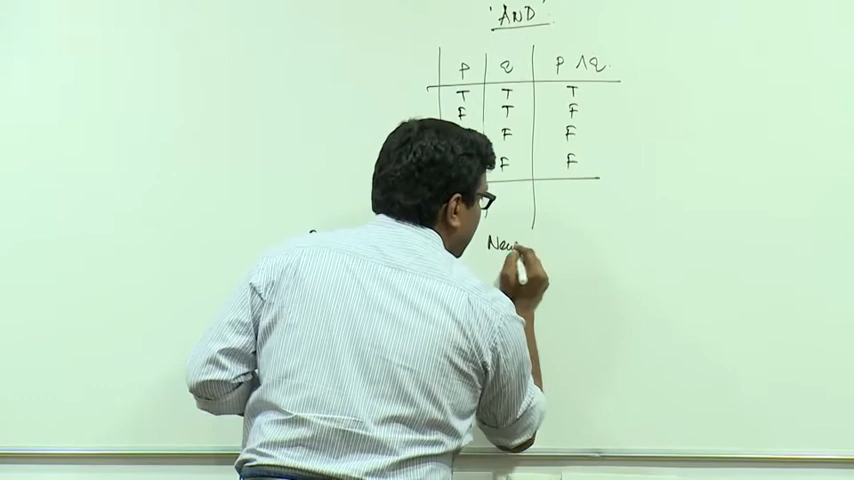 'AND'
P Q P ∧ Q.
T T T
F T F
F F
F F